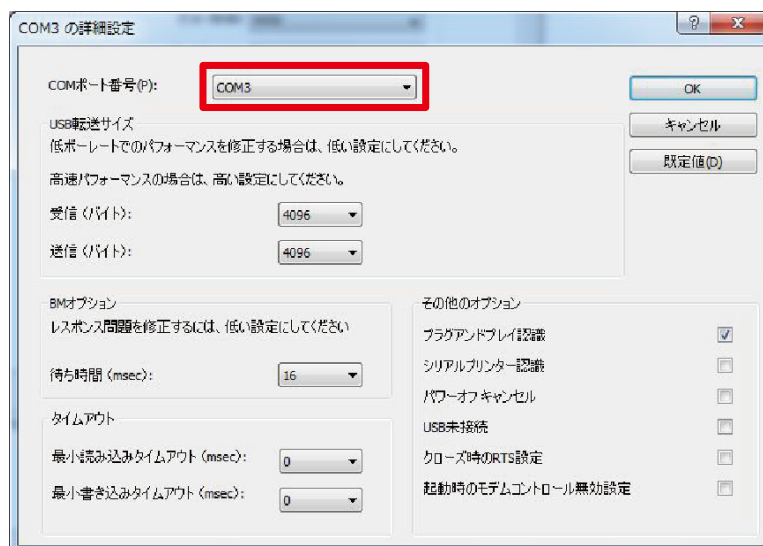 COM3 の詳細設定
COMポート番号(P):
COM3
OK
キャンセル
既定値(D)
USB転送サイズ
低ボーレートでのパフォーマンスを修正する場合は、低い設定にしてください。
高速パフォーマンスの場合は、高い設定にしてください。
受信 (バイト):
4096
送信 (バイト):
4096
BMオプション
レスポンス問題を修正するには、低い設定にしてください
待ち時間 (msec):
16
タイムアウト
最小読み込みタイムアウト (msec):
0
最小書き込みタイムアウト (msec):
0
その他のオプション
プラグアンドプレイ認識
シリアルプリンター認識
パワーオフ キャンセル
USB未接続
クローズ時のRTS設定
起動時のモデムコントロール無効設定